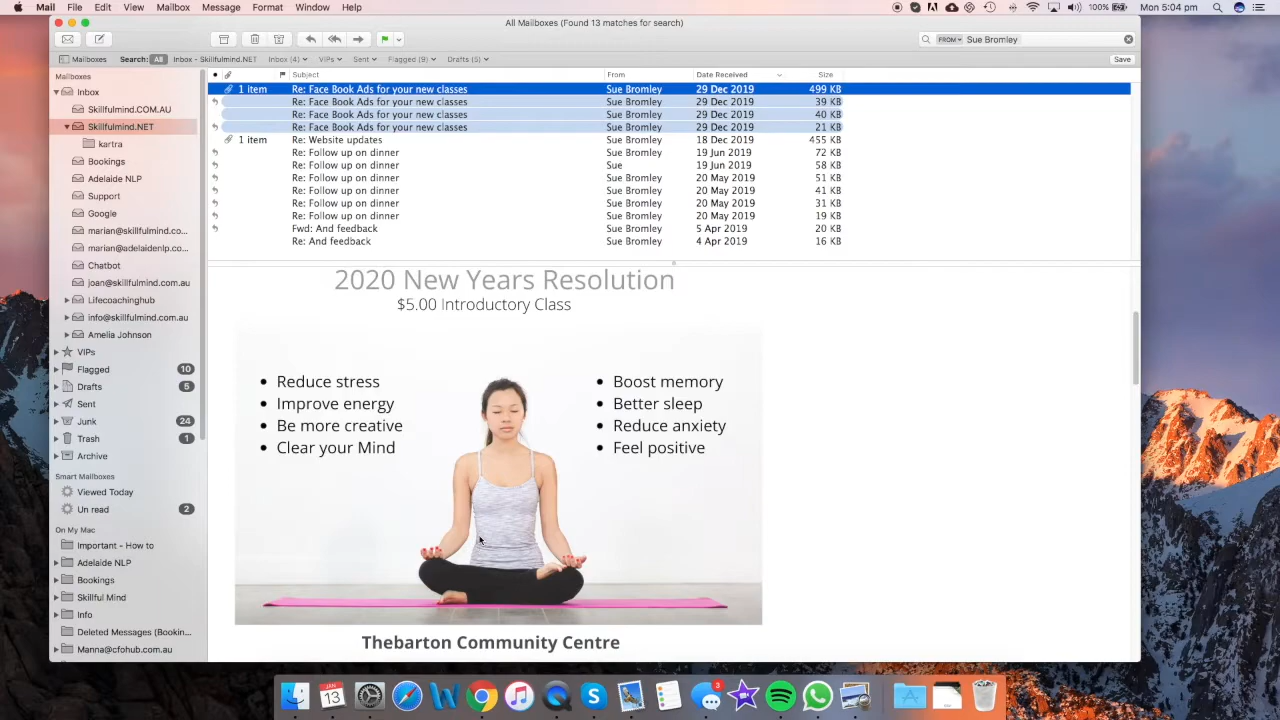 Mail File Edit View Mailbox Message Format Window Help 100% Mon 5:04 pm
All Mailboxes (Found 13 matches for search)
FROM Sue Bromley
Mailboxes Search: All Inbox - Skillfulmind.NET Inbox (4) VIPs Sent Flagged (9) Drafts (5) Save
Mailboxes
Inbox
Skillfulmind.COM.AU
Skillfulmind.NET
kartra
Bookings
Adelaide NLP
Support
Google
marian@skillfulmind.co...
marian@adelaidenlp.co...
Chatbot
joan@skillfulmind.com.au
Lifecoachinghub
info@skillfulmind.com.au
Amelia Johnson
VIPs
Flagged 10
Drafts 5
Sent
Junk 24
Trash 1
Archive
Smart Mailboxes
Viewed Today
Un read 2
On My Mac
Important - How to
Adelaide NLP
Bookings
Skillful Mind
Info
Deleted Messages (Bookin...
Manna@cfohub.com.au
Subject From Date Received Size
1 item Re: Face Book Ads for your new classes Sue Bromley 29 Dec 2019 499 KB
Re: Face Book Ads for your new classes Sue Bromley 29 Dec 2019 39 KB
Re: Face Book Ads for your new classes Sue Bromley 29 Dec 2019 40 KB
Re: Face Book Ads for your new classes Sue Bromley 29 Dec 2019 21 KB
1 item Re: Website updates Sue Bromley 18 Dec 2019 455 KB
Re: Follow up on dinner Sue Bromley 19 Jun 2019 72 KB
Re: Follow up on dinner Sue 19 Jun 2019 58 KB
Re: Follow up on dinner Sue Bromley 20 May 2019 51 KB
Re: Follow up on dinner Sue Bromley 20 May 2019 41 KB
Re: Follow up on dinner Sue Bromley 20 May 2019 31 KB
Re: Follow up on dinner Sue Bromley 20 May 2019 19 KB
Fwd: And feedback Sue Bromley 5 Apr 2019 20 KB
Re: And feedback Sue Bromley 4 Apr 2019 16 KB
2020 New Years Resolution
$5.00 Introductory Class
• Reduce stress
• Improve energy
• Be more creative
• Clear your Mind
• Boost memory
• Better sleep
• Reduce anxiety
• Feel positive
Thebarton Community Centre
JAN
13
3